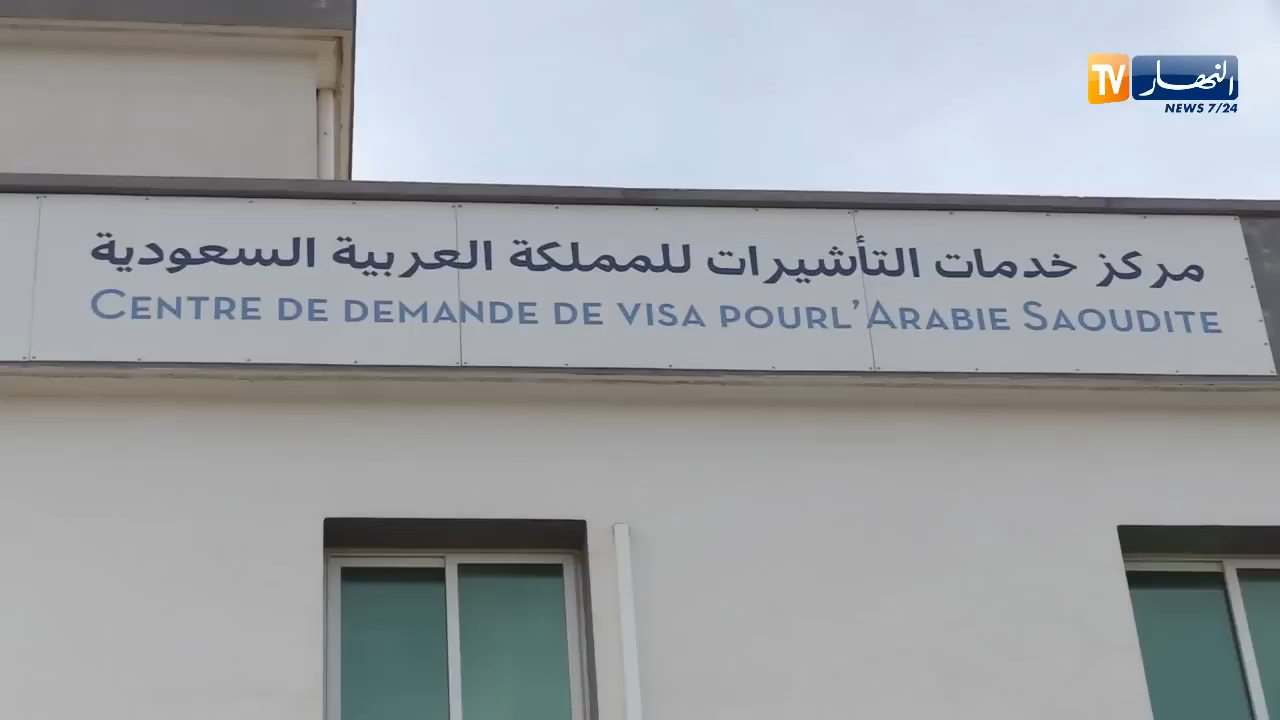 TV النهار
NEWS 7/24
مركز خدمات التأشيرات للمملكة العربية السعودية
CENTRE DE DEMANDE DE VISA POURL'ARABIE SAOUDITE